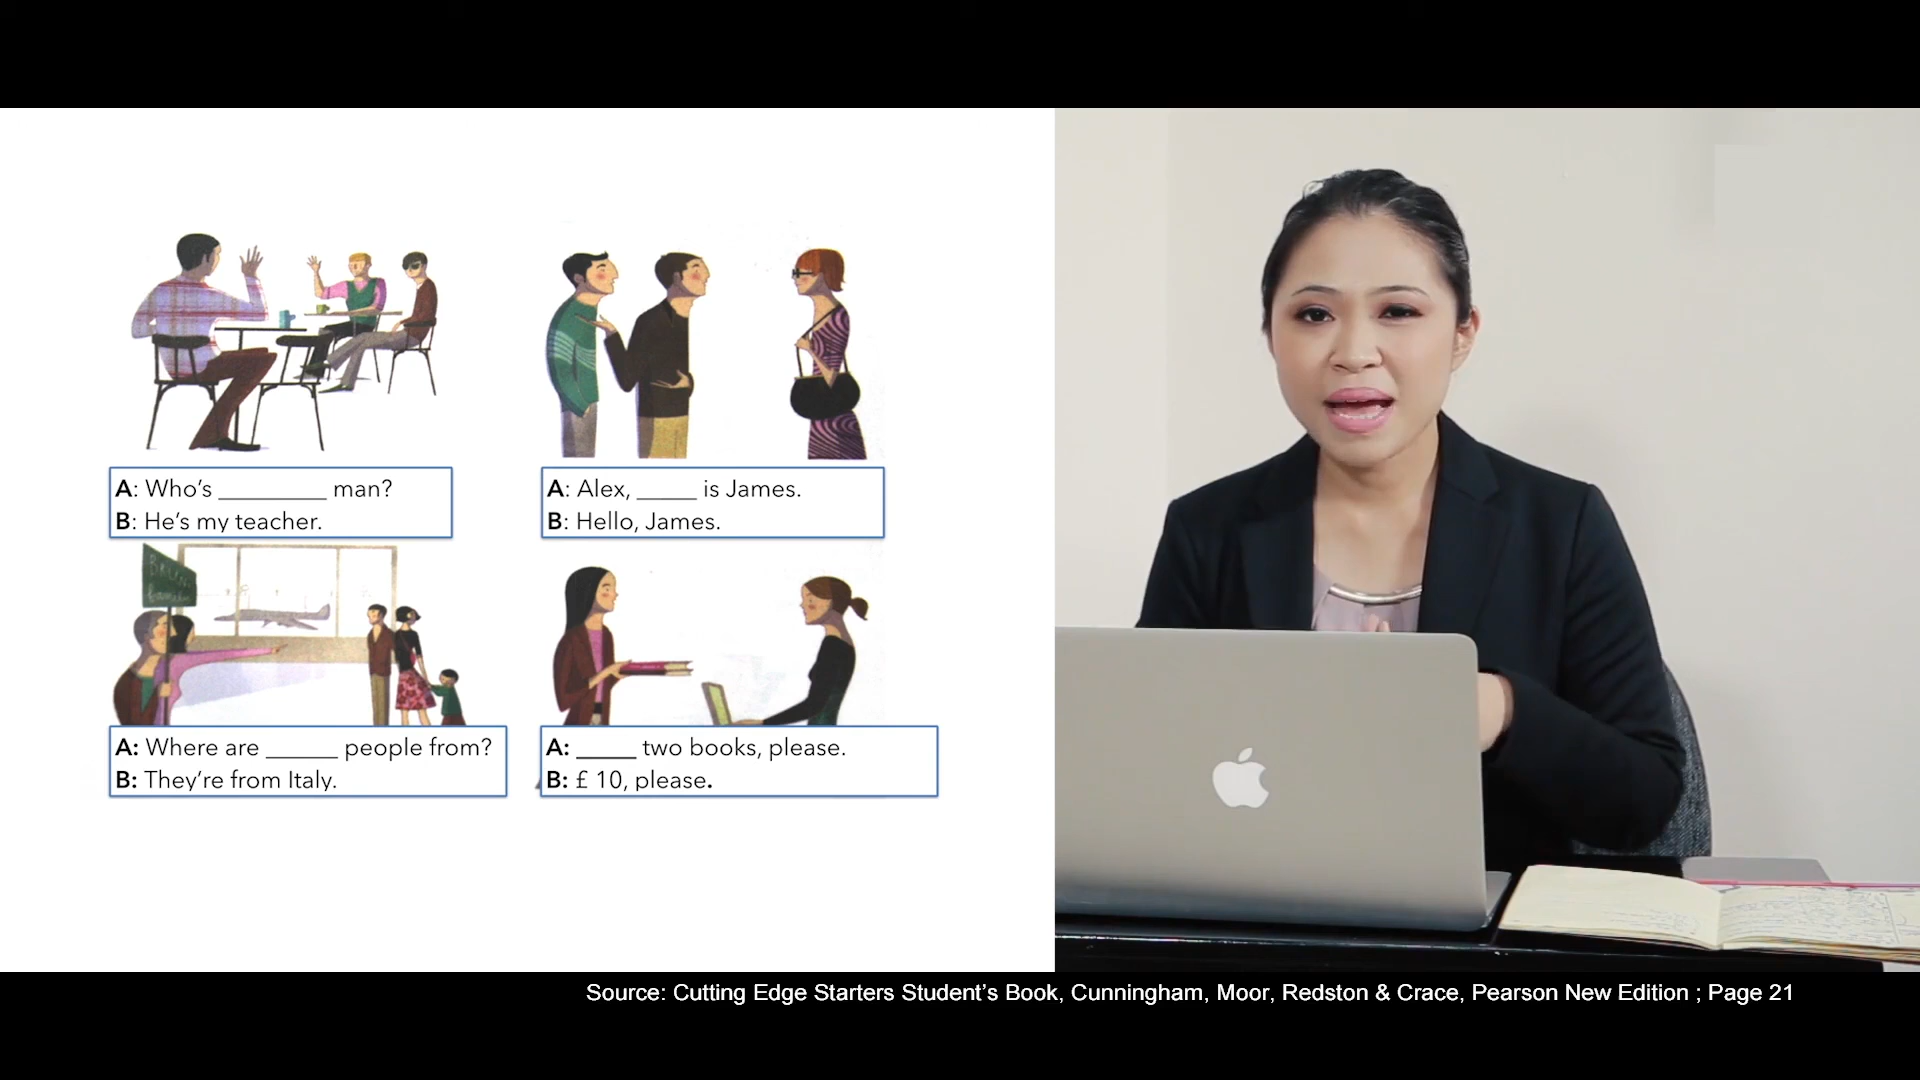 A: Who's _________ man?
B: He's my teacher.
A: Alex, _____ is James.
B: Hello, James.
A: Where are ______ people from?
B: They're from Italy.
A: _____ two books, please.
B: £ 10, please.
Source: Cutting Edge Starters Student's Book, Cunningham, Moor, Redston & Crace, Pearson New Edition ; Page 21